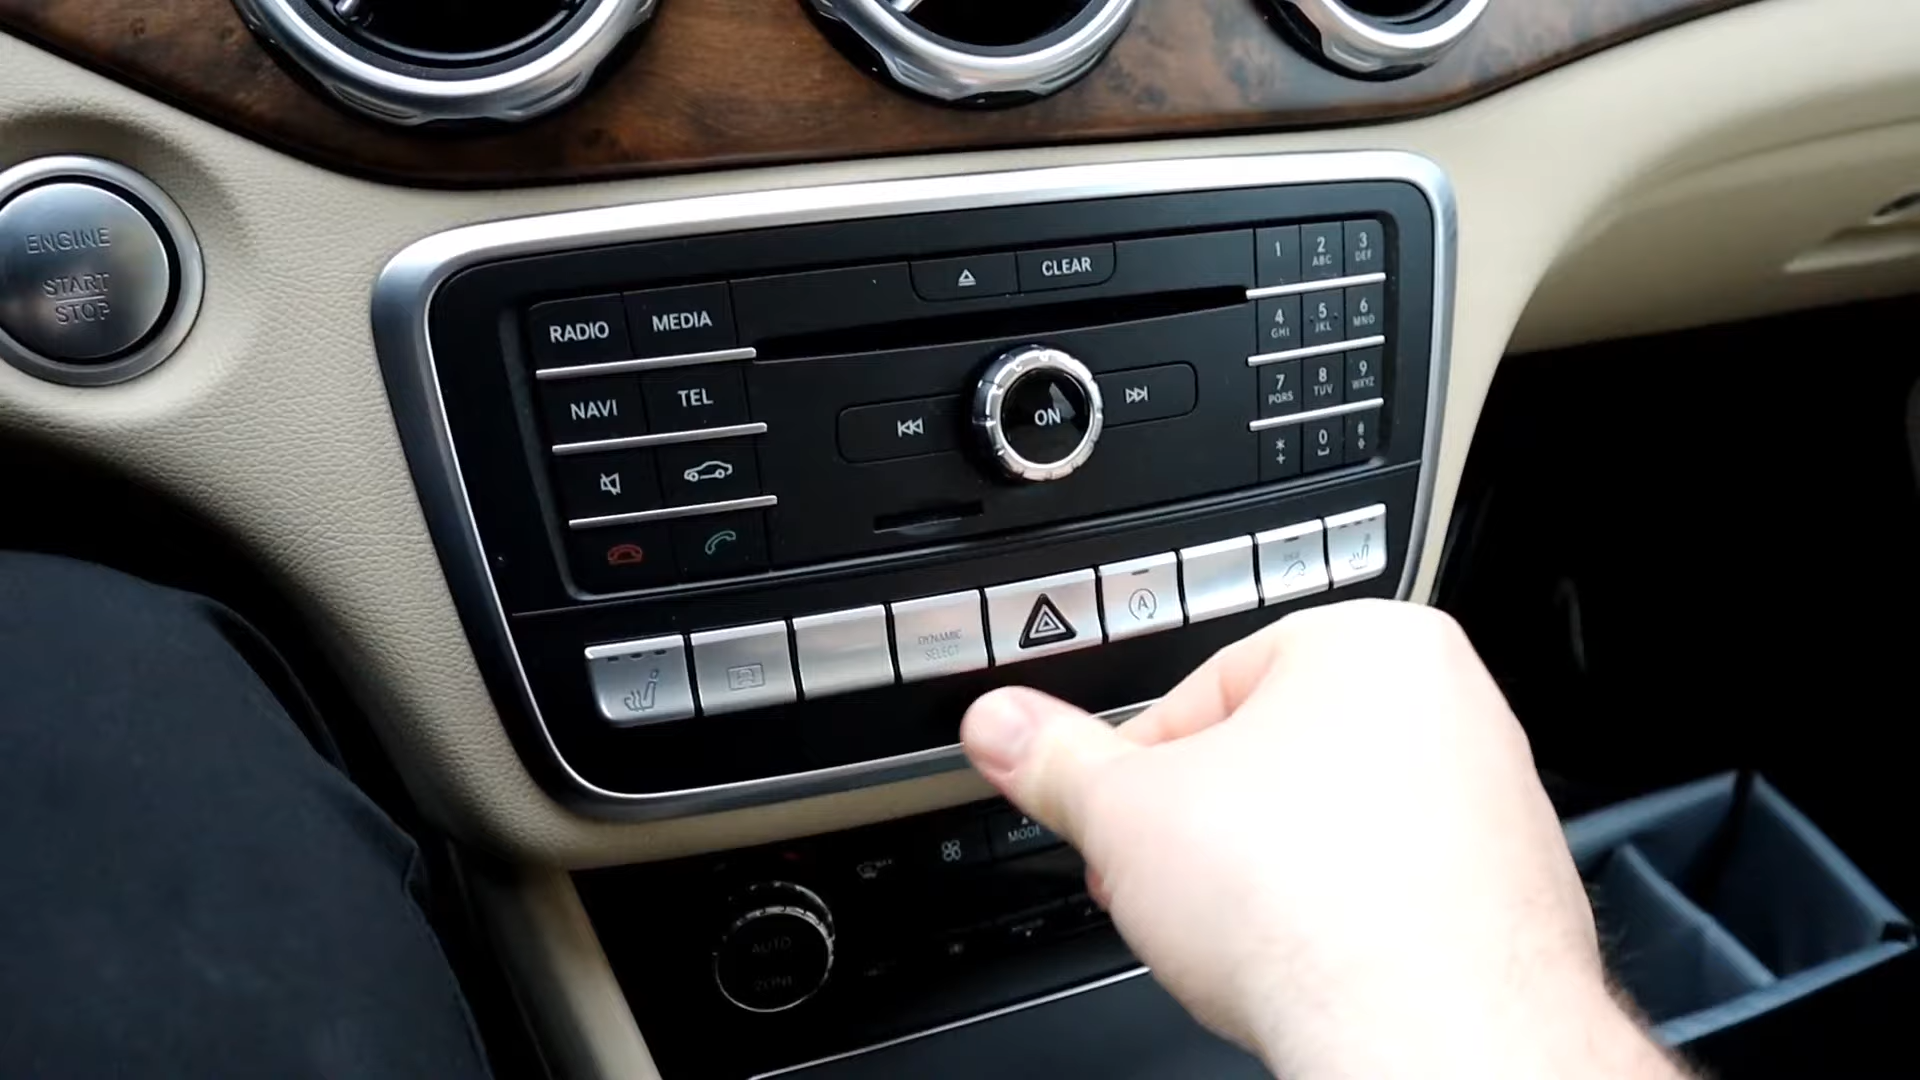 ENGINE
START
STOP
RADIO
MEDIA
NAVI
TEL
CLEAR
ON
1
2
ABC
3
DEF
4
GHI
5
JKL
6
MNO
7
PQRS
8
TUV
9
WXYZ
*
+
0
DYNAMIC
SELECT
A
MODE
AUTO
ZONE